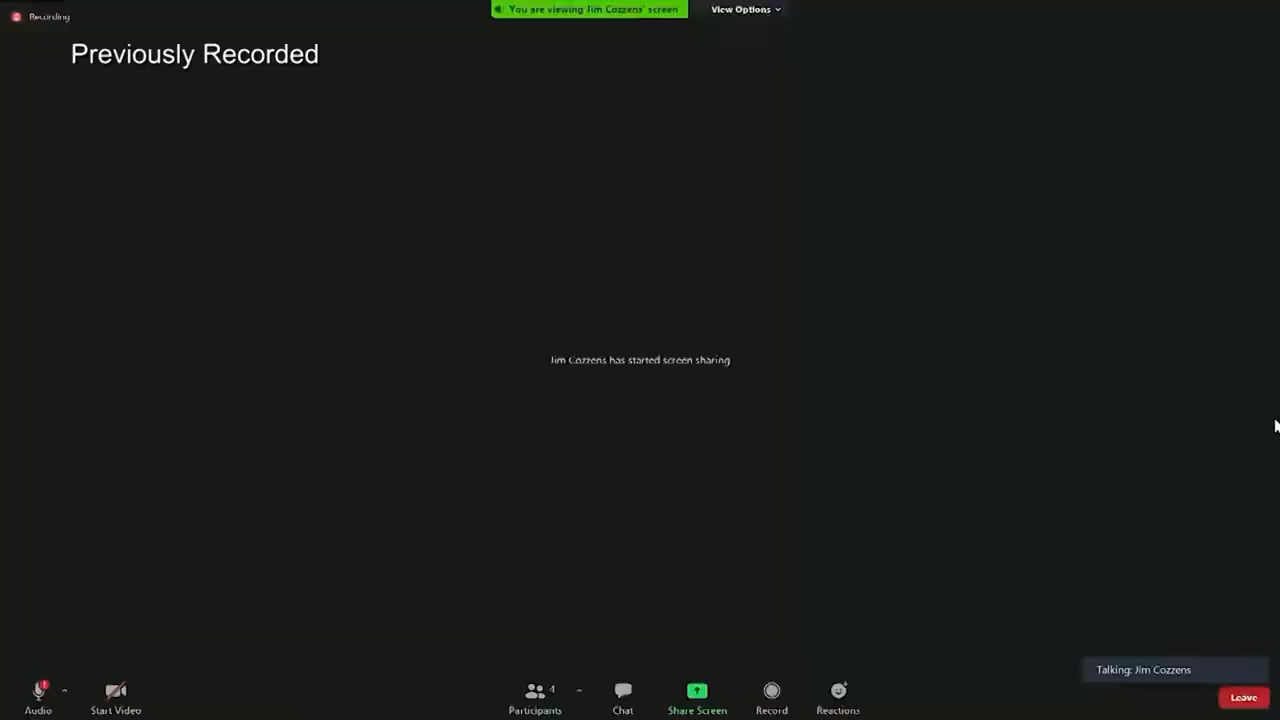 Recording
You are viewing Jim Cozzens' screen
View Options
Previously Recorded
Jim Cozzens has started screen sharing
Talking: Jim Cozzens
Audio
Start Video
4
Participants
Chat
Share Screen
Record
Reactions
Leave